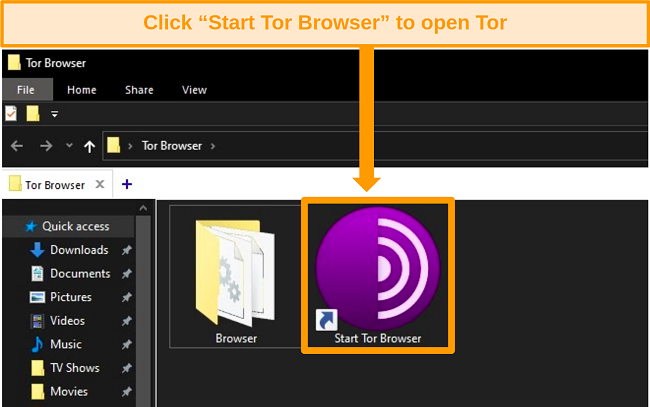 Click “Start Tor Browser” to open Tor
Tor Browser
File Home Share View
Tor Browser
Tor Browser
Quick access
Downloads
Documents
Pictures
Videos
Music
TV Shows
Movies
Browser
Start Tor Browser